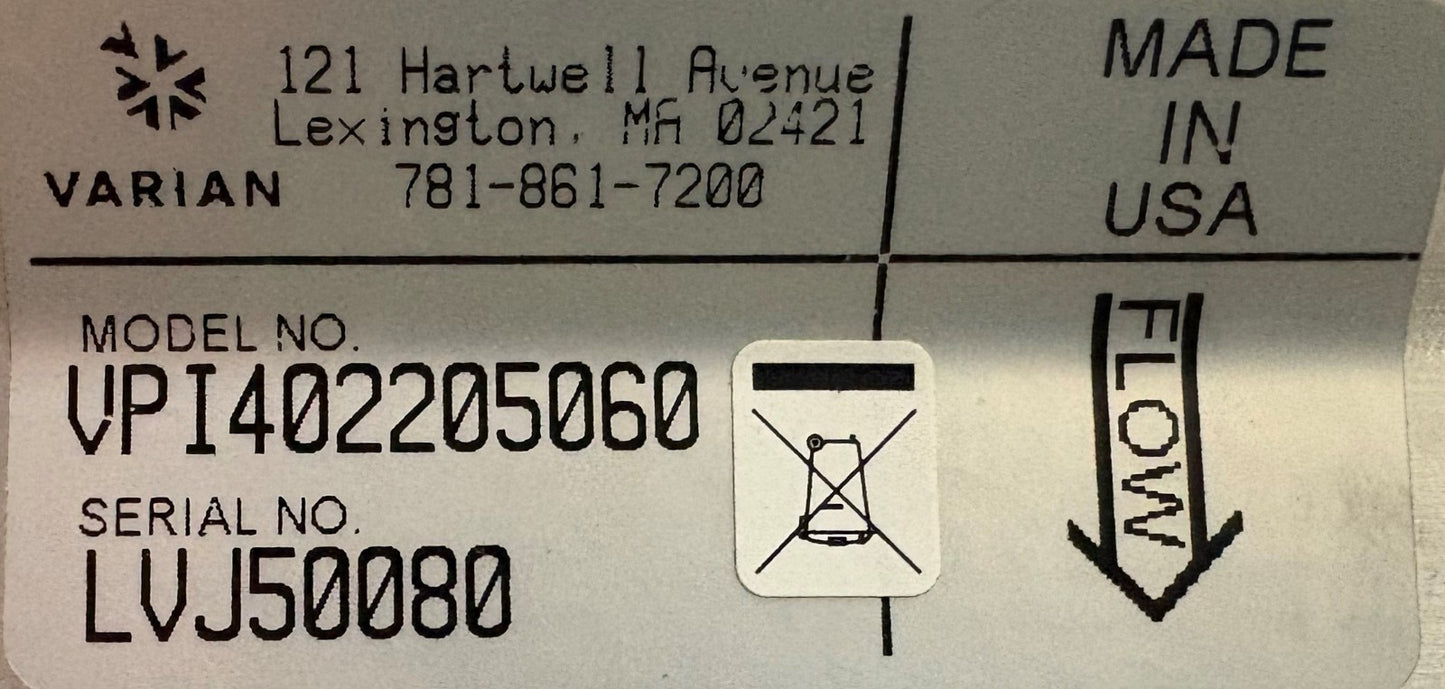 121 Hartwell Avenue
Lexington, MA 02421
VARIAN 781-861-7200
MADE
IN
USA
MODEL NO.
VPI402205060
SERIAL NO.
LVJ50080
FLOW